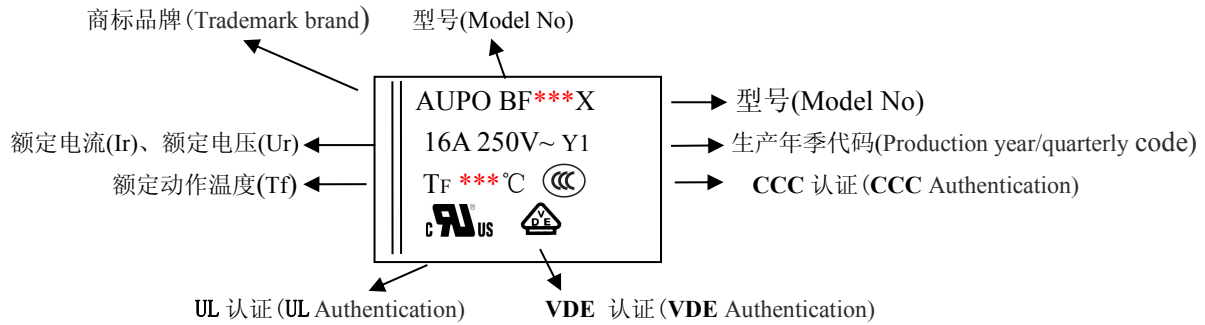 商标品牌(Trademark brand) 型号(Model No)
AUPO BF***X 型号(Model No)
额定电流(Ir)、额定电压(Ur) 16A 250V~ Y1 生产年季代码(Production year/quarterly code)
额定动作温度(Tf) TF ***℃ CCC CCC 认证(CCC Authentication)
c RU ® US VDE
UL 认证(UL Authentication) VDE 认证(VDE Authentication)